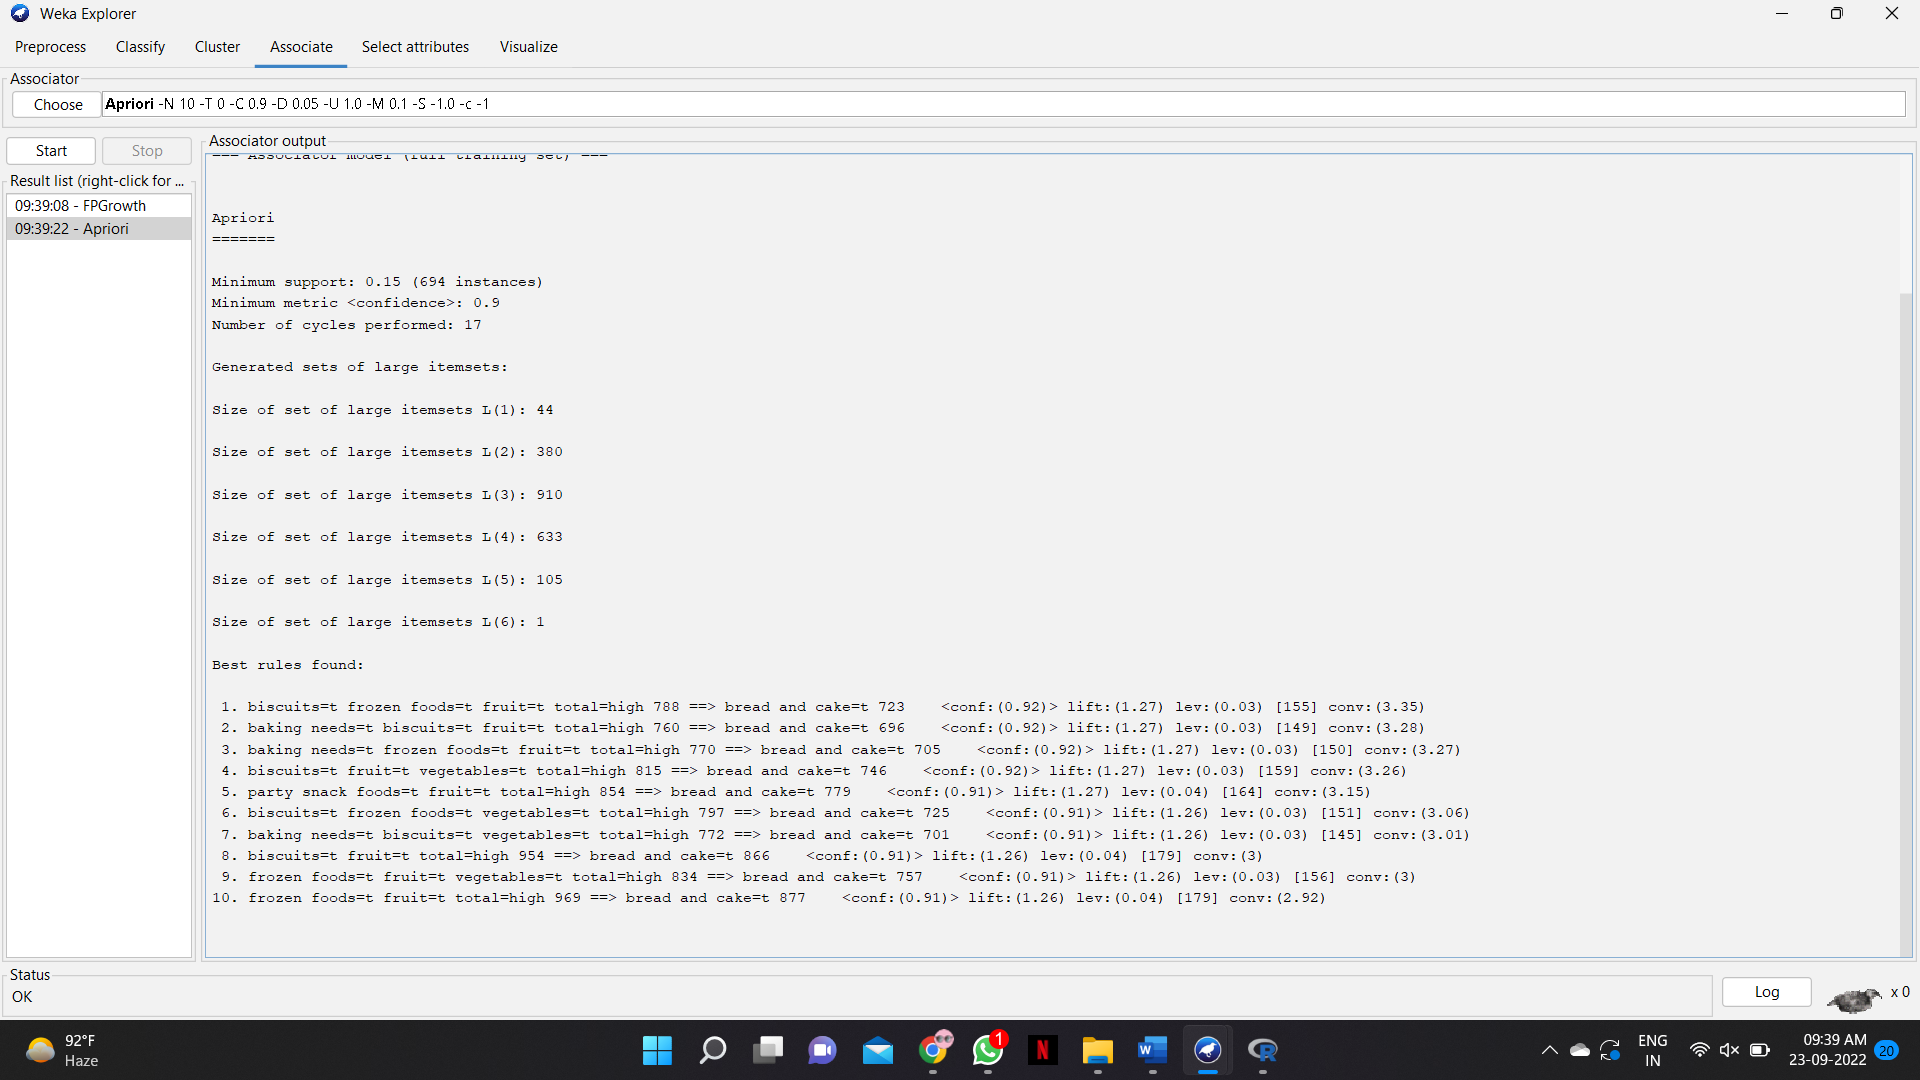 Weka Explorer
Preprocess Classify Cluster Associate Select attributes Visualize
Associator
Choose Apriori -N 10 -T 0 -C 0.9 -D 0.05 -U 1.0 -M 0.1 -S -1.0 -c -1
Start Stop
Result list (right-click for ...
09:39:08 - FPGrowth
09:39:22 - Apriori
Associator output
=== Associator model (full training set) ===
Apriori
=======
Minimum support: 0.15 (694 instances)
Minimum metric <confidence>: 0.9
Number of cycles performed: 17
Generated sets of large itemsets:
Size of set of large itemsets L(1): 44
Size of set of large itemsets L(2): 380
Size of set of large itemsets L(3): 910
Size of set of large itemsets L(4): 633
Size of set of large itemsets L(5): 105
Size of set of large itemsets L(6): 1
Best rules found:
1. biscuits=t frozen foods=t fruit=t total=high 788 ==> bread and cake=t 723 <conf:(0.92)> lift:(1.27) lev:(0.03) [155] conv:(3.35)
2. baking needs=t biscuits=t fruit=t total=high 760 ==> bread and cake=t 696 <conf:(0.92)> lift:(1.27) lev:(0.03) [149] conv:(3.28)
3. baking needs=t frozen foods=t fruit=t total=high 770 ==> bread and cake=t 705 <conf:(0.92)> lift:(1.27) lev:(0.03) [150] conv:(3.27)
4. biscuits=t fruit=t vegetables=t total=high 815 ==> bread and cake=t 746 <conf:(0.92)> lift:(1.27) lev:(0.03) [159] conv:(3.26)
5. party snack foods=t fruit=t total=high 854 ==> bread and cake=t 779 <conf:(0.91)> lift:(1.27) lev:(0.04) [164] conv:(3.15)
6. biscuits=t frozen foods=t vegetables=t total=high 797 ==> bread and cake=t 725 <conf:(0.91)> lift:(1.26) lev:(0.03) [151] conv:(3.06)
7. baking needs=t biscuits=t vegetables=t total=high 772 ==> bread and cake=t 701 <conf:(0.91)> lift:(1.26) lev:(0.03) [145] conv:(3.01)
8. biscuits=t fruit=t total=high 954 ==> bread and cake=t 866 <conf:(0.91)> lift:(1.26) lev:(0.04) [179] conv:(3)
9. frozen foods=t fruit=t vegetables=t total=high 834 ==> bread and cake=t 757 <conf:(0.91)> lift:(1.26) lev:(0.03) [156] conv:(3)
10. frozen foods=t fruit=t total=high 969 ==> bread and cake=t 877 <conf:(0.91)> lift:(1.26) lev:(0.04) [179] conv:(2.92)
Status
OK
Log
x 0
92°F
Haze
1
N
W
R
ENG
IN
09:39 AM
23-09-2022
20